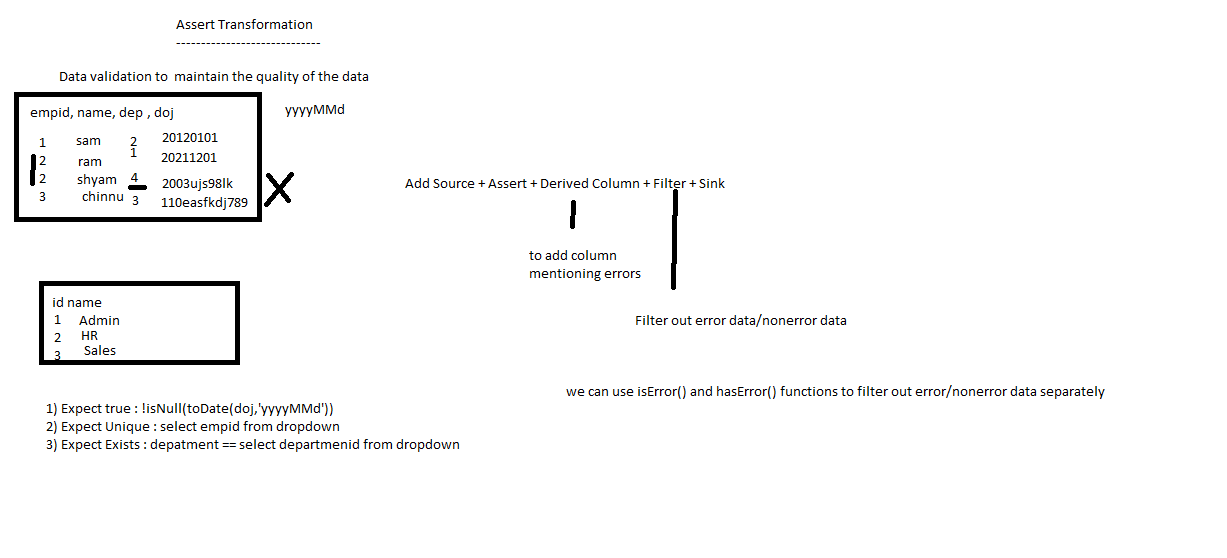 Assert Transformation
-----------------------------
Data validation to  maintain the quality of the data
yyyyMMd
empid, name, dep , doj
1 sam 2 20120101
2 ram 1 20211201
2 shyam 4 2003ujs98lk
3 chinnu 3 110easfkdj789
Add Source + Assert + Derived Column + Filter + Sink
to add column
mentioning errors
Filter out error data/nonerror data
id name
1 Admin
2 HR
3 Sales
we can use isError() and hasError() functions to filter out error/nonerror data separately
1) Expect true : !isNull(toDate(doj,'yyyyMMd'))
2) Expect Unique : select empid from dropdown
3) Expect Exists : depatment == select departmenid from dropdown